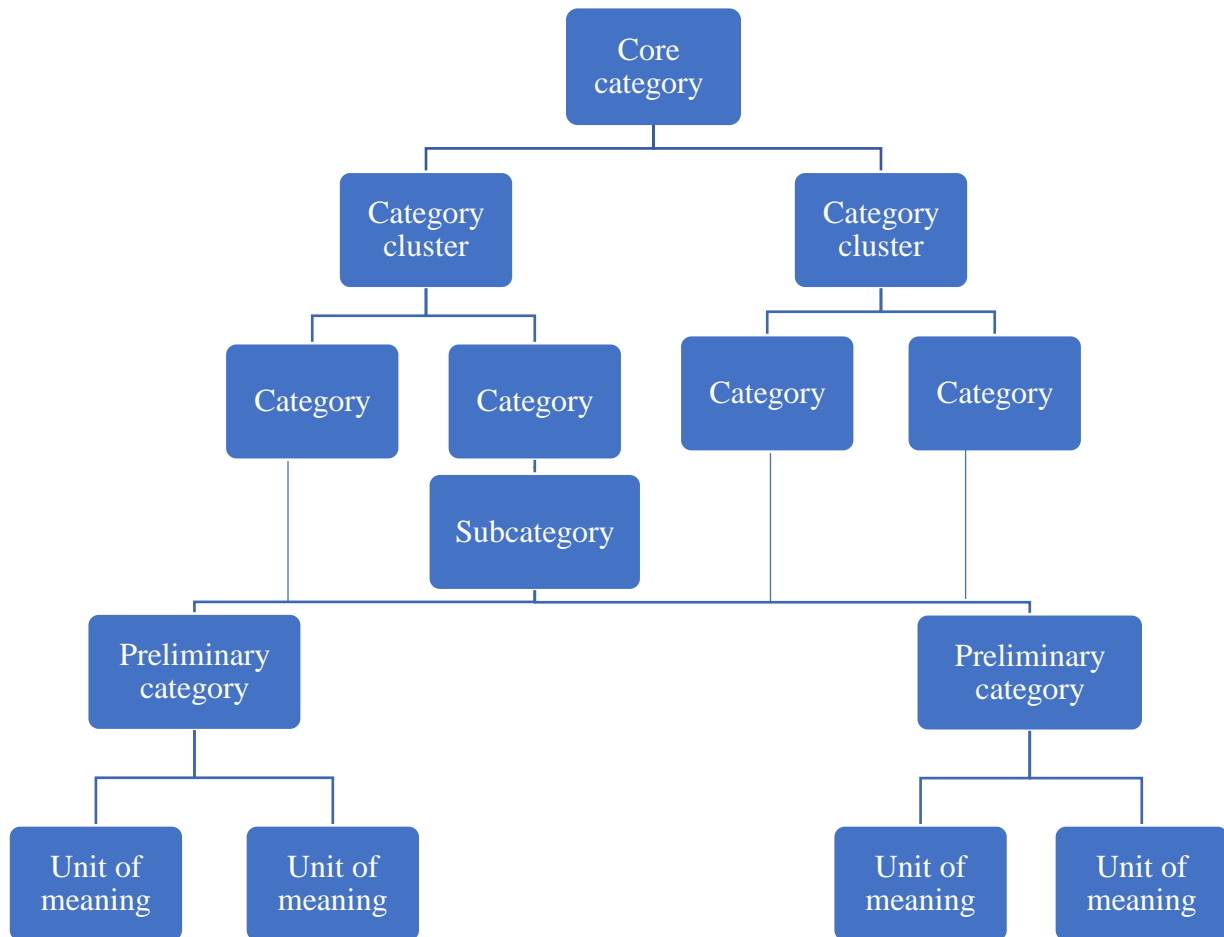 Core
category
Category
cluster
Category
cluster
Category
Category
Category
Category
Subcategory
Preliminary
category
Preliminary
category
Unit of
meaning
Unit of
meaning
Unit of
meaning
Unit of
meaning